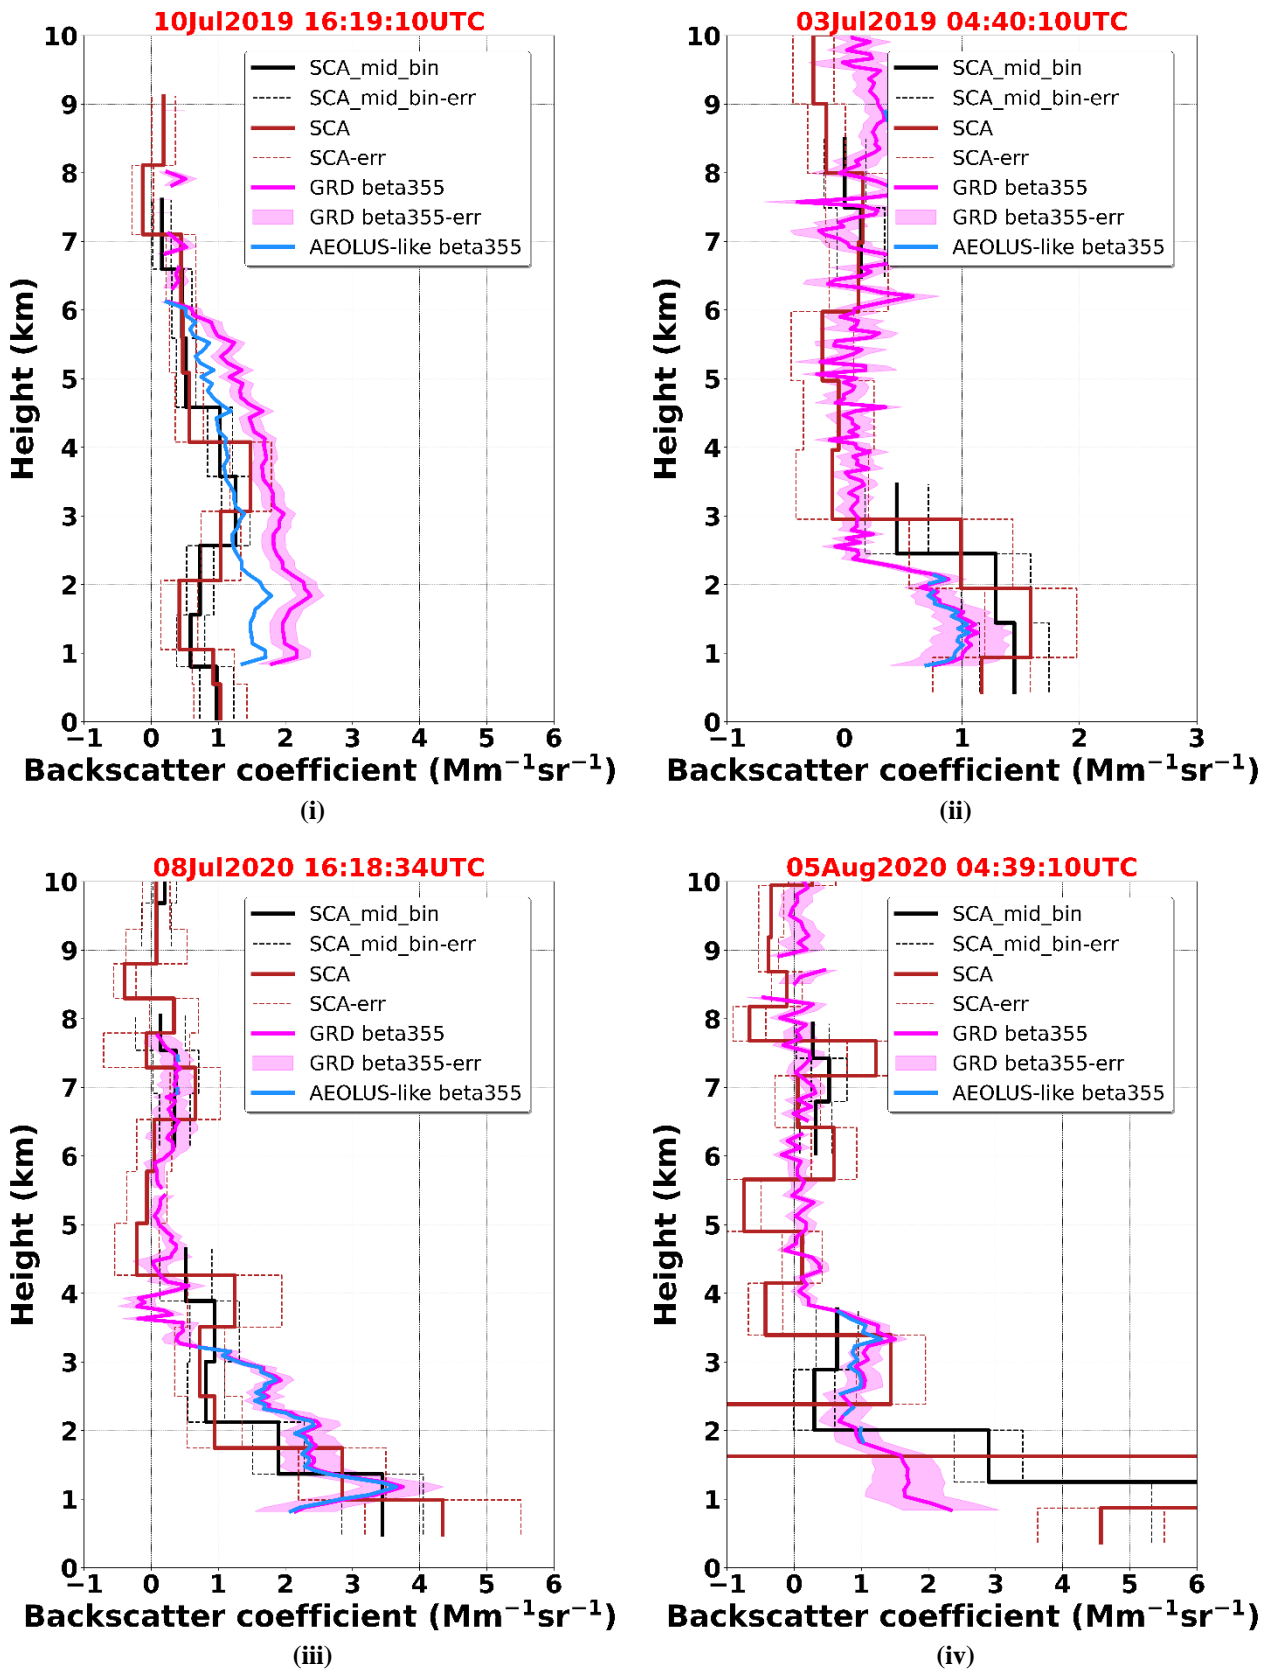 10Jul2019 16:19:10UTC
10
9
8
7
6
5
4
3
2
1
0
Height (km)
SCA_mid_bin
SCA_mid_bin-err
SCA
SCA-err
GRD beta355
GRD beta355-err
AEOLUS-like beta355
−1 0 1 2 3 4 5 6
Backscatter coefficient (Mm⁻¹sr⁻¹)
(i)
03Jul2019 04:40:10UTC
10
9
8
7
6
5
4
3
2
1
0
Height (km)
SCA_mid_bin
SCA_mid_bin-err
SCA
SCA-err
GRD beta355
GRD beta355-err
AEOLUS-like beta355
−1 0 1 2 3
Backscatter coefficient (Mm⁻¹sr⁻¹)
(ii)
08Jul2020 16:18:34UTC
10
9
8
7
6
5
4
3
2
1
0
Height (km)
SCA_mid_bin
SCA_mid_bin-err
SCA
SCA-err
GRD beta355
GRD beta355-err
AEOLUS-like beta355
−1 0 1 2 3 4 5 6
Backscatter coefficient (Mm⁻¹sr⁻¹)
(iii)
05Aug2020 04:39:10UTC
10
9
8
7
6
5
4
3
2
1
0
Height (km)
SCA_mid_bin
SCA_mid_bin-err
SCA
SCA-err
GRD beta355
GRD beta355-err
AEOLUS-like beta355
−1 0 1 2 3 4 5 6
Backscatter coefficient (Mm⁻¹sr⁻¹)
(iv)